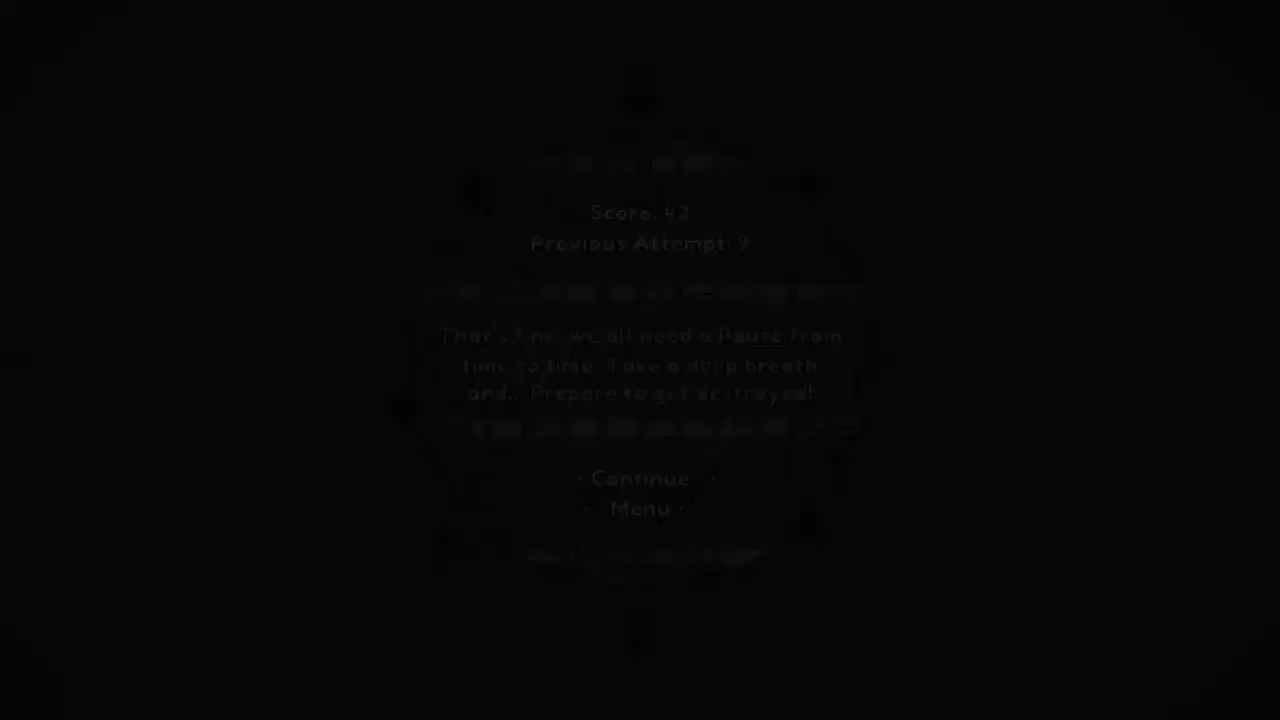 Score: 42
Previous Attempt: 9
That's fine, we all need a Pause from
time to time. Take a deep breath
and... Prepare to get destroyed!
Continue
Menu